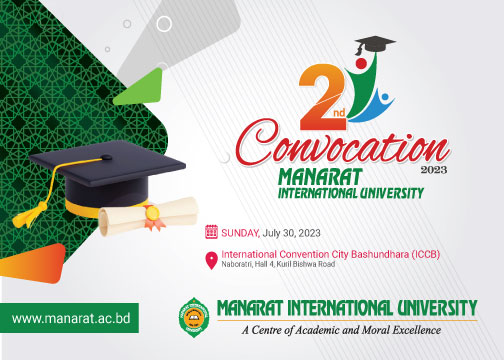 2nd
Convocation
2023
MANARAT
INTERNATIONAL UNIVERSITY
SUNDAY, July 30, 2023
International Convention City Bashundhara (ICCB)
Naboratri, Hall 4, Kuril Bishwa Road
www.manarat.ac.bd
MANARAT INTERNATIONAL UNIVERSITY
A Centre of Academic and Moral Excellence